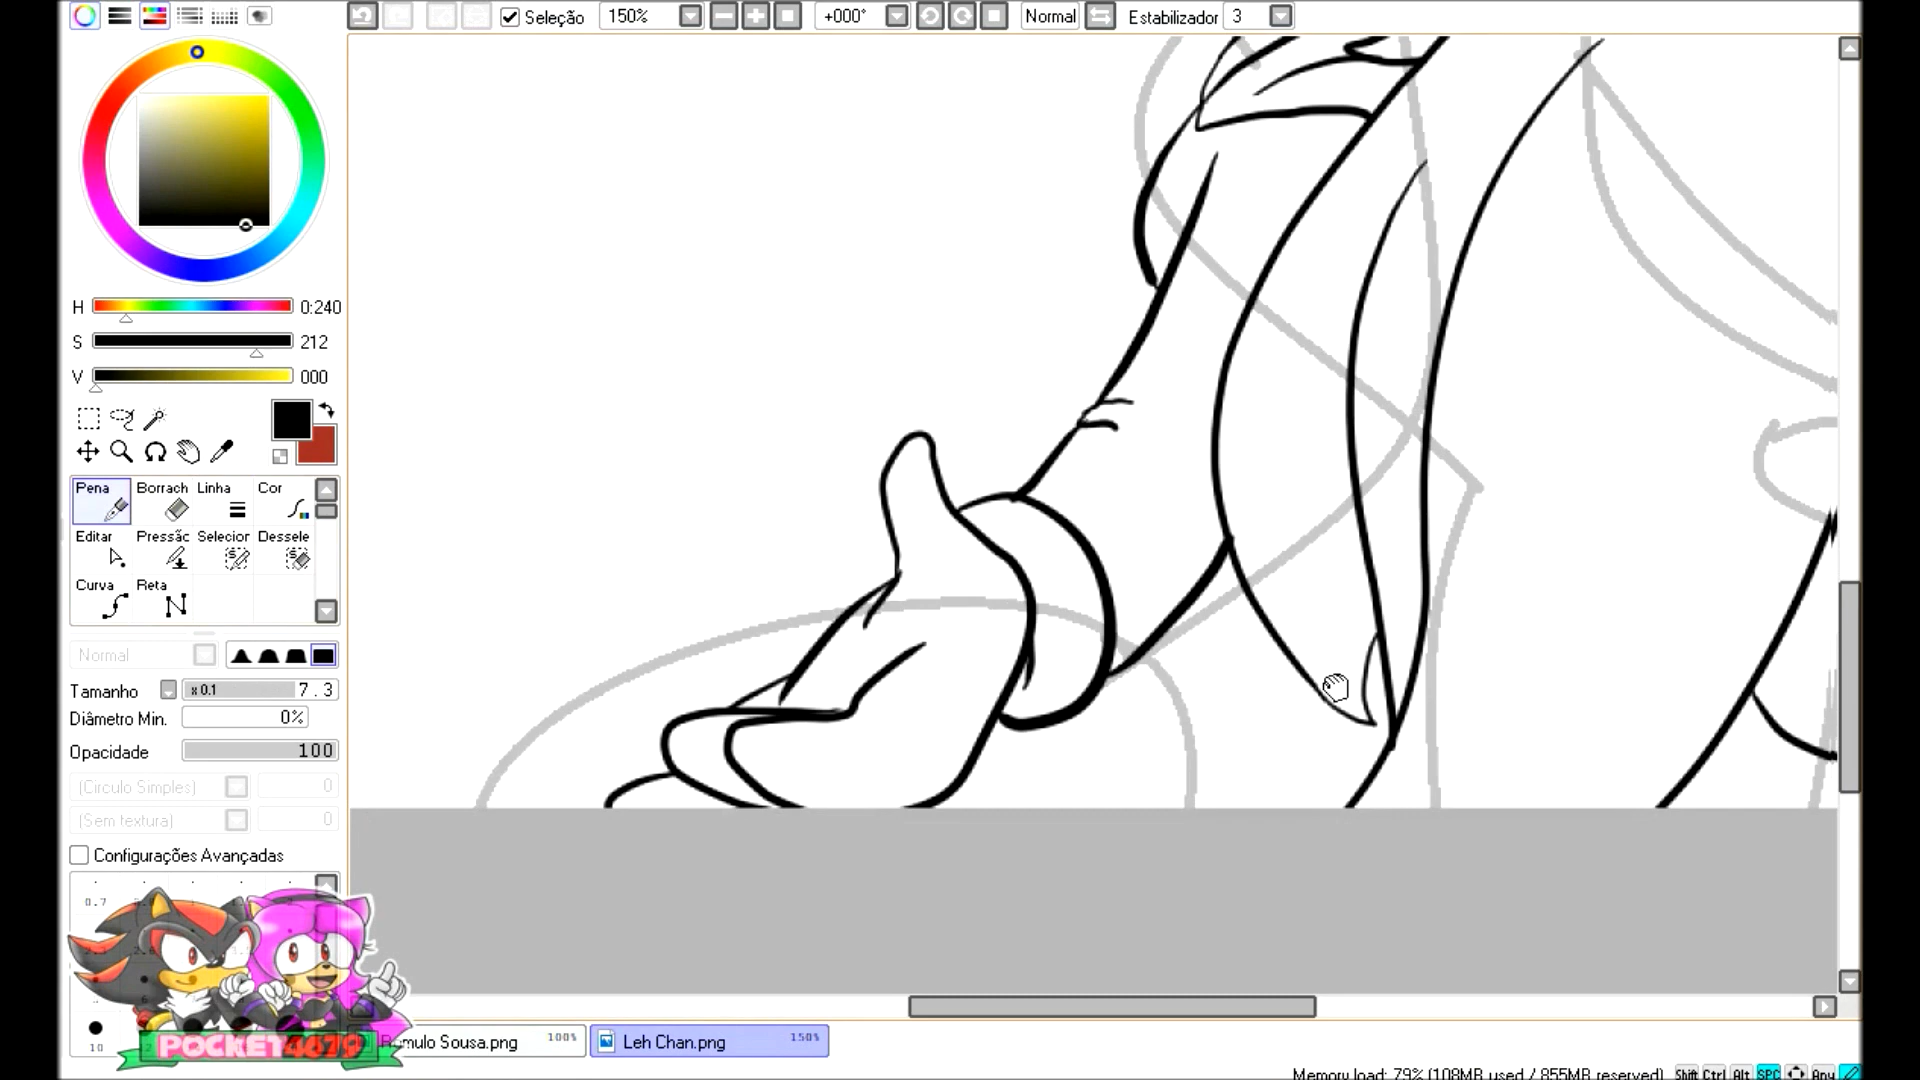 Seleção 150% +000° Normal Estabilizador 3
H 0:240
S 212
V 000
Pena Borrach Linha Cor
Editar Pressão Selecior Dessele
Curva Reta
Normal
Tamanho x 0.1 7.3
Diâmetro Mín. 0%
Opacidade 100
(Circulo Simples) 0
(Sem textura) 0
Configurações Avançadas
0.7
10
POCKET4679
Romulo Sousa.png 100% Leh Chan.png 150%
Memory load: 79% (108MB used / 855MB reserved) Shift Ctrl Alt SPC Any